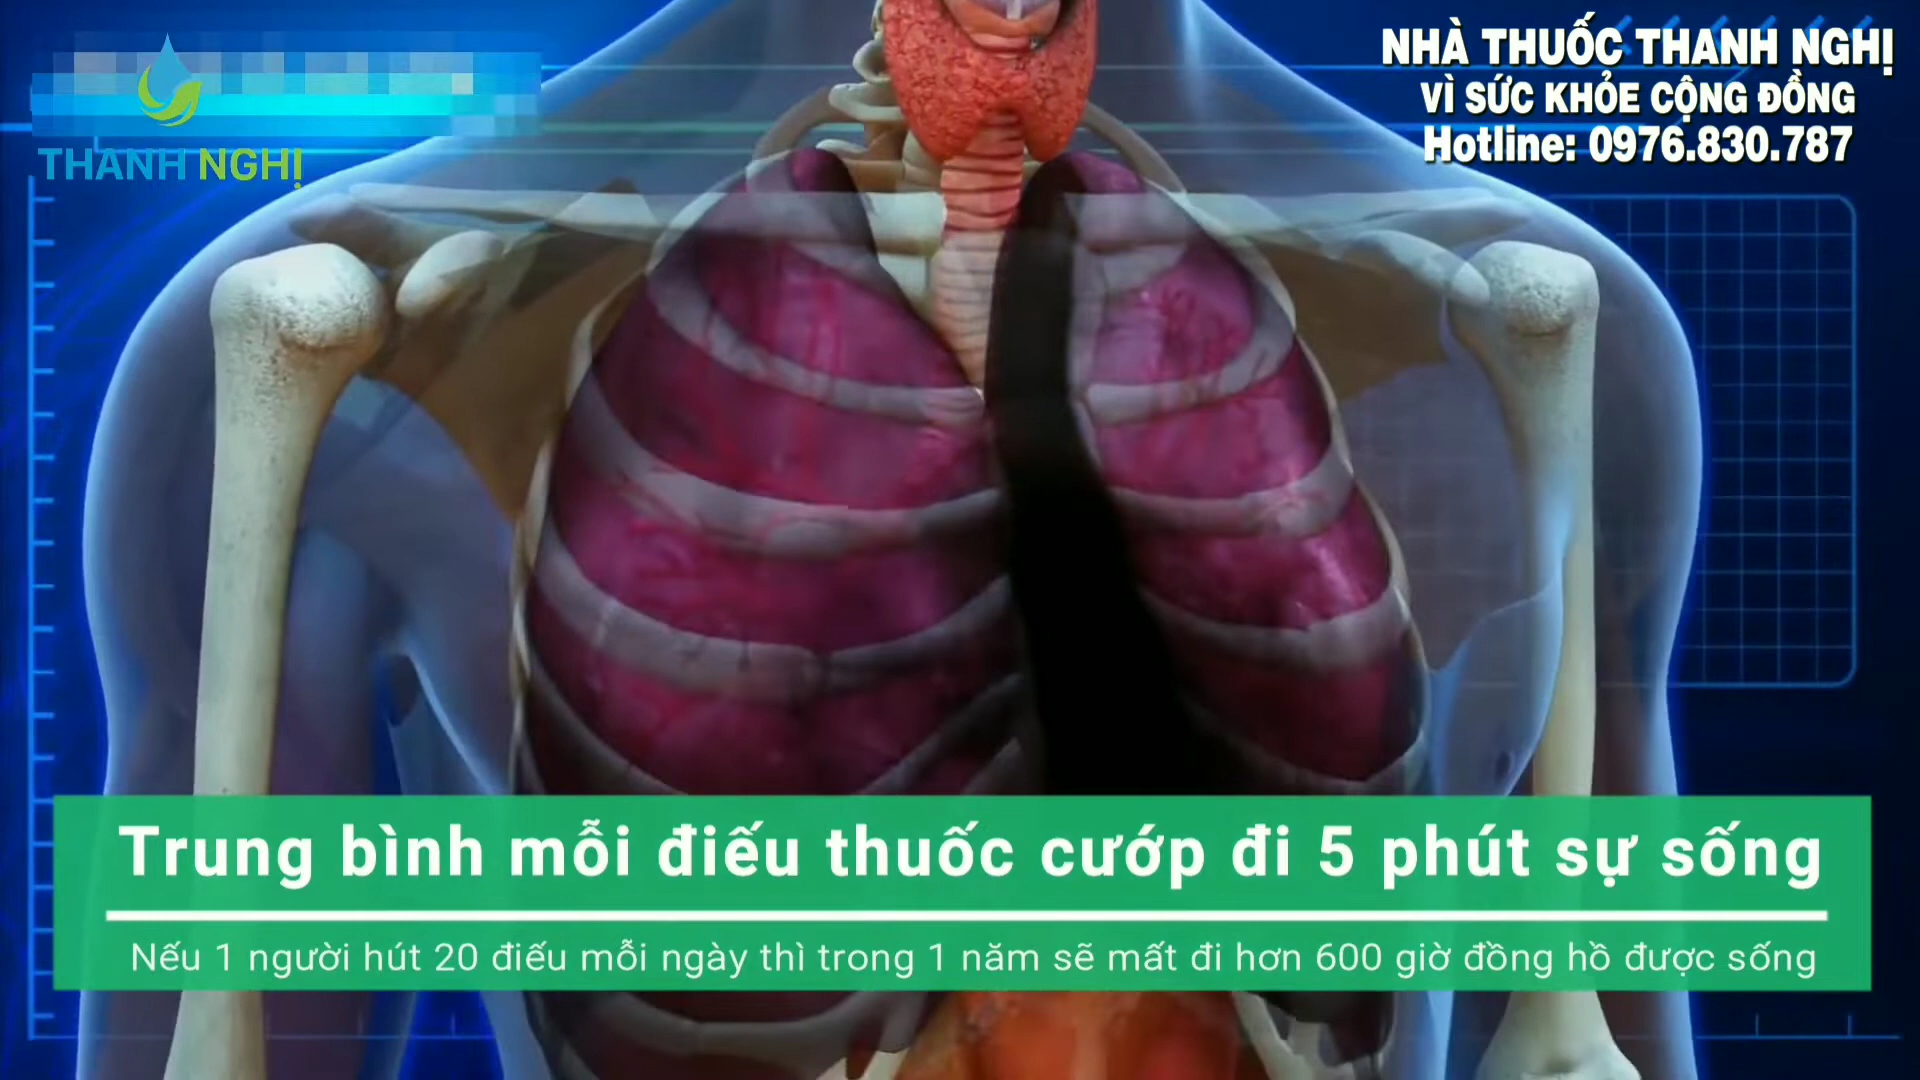 NHÀ THUỐC THANH NGHỊ
VÌ SỨC KHỎE CỘNG ĐỒNG
Hotline: 0976.830.787
THANH NGHỊ
Trung bình mỗi điếu thuốc cướp đi 5 phút sự sống
Nếu 1 người hút 20 điếu mỗi ngày thì trong 1 năm sẽ mất đi hơn 600 giờ đồng hồ được sống